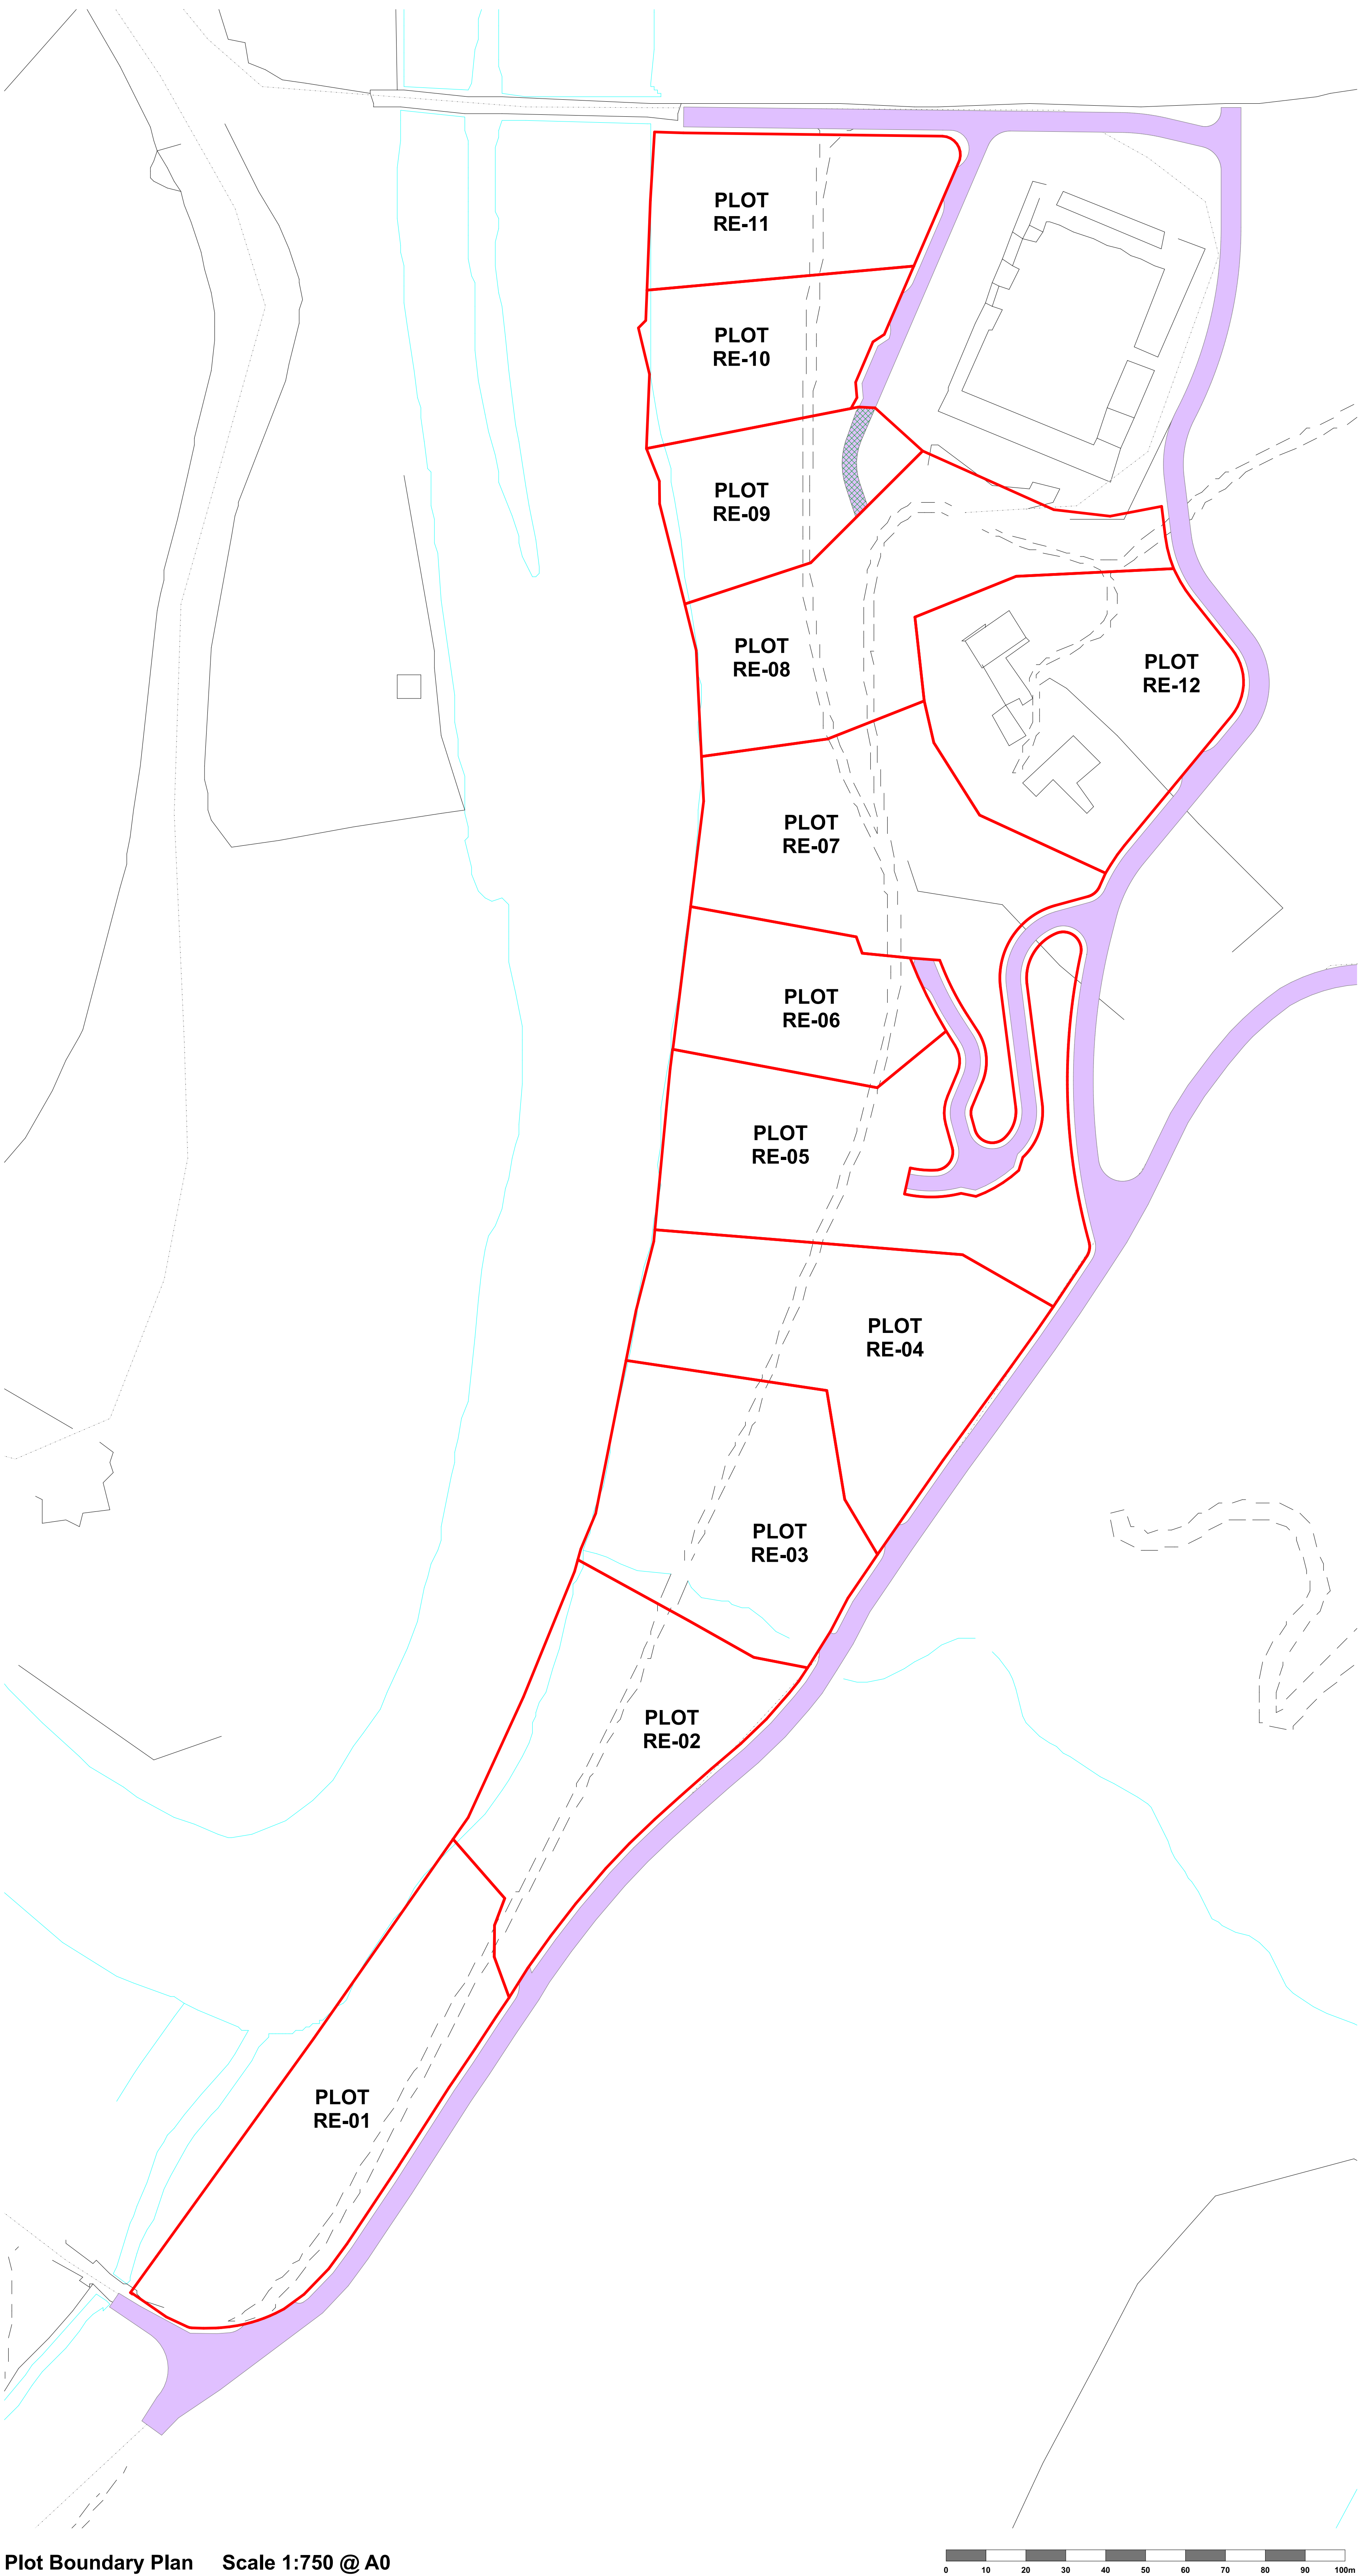 PLOT
RE-11
PLOT
RE-10
PLOT
RE-09
PLOT
RE-08
PLOT
RE-12
PLOT
RE-07
PLOT
RE-06
PLOT
RE-05
PLOT
RE-04
PLOT
RE-03
PLOT
RE-02
PLOT
RE-01
Plot Boundary Plan Scale 1:750 @ A0
0 10 20 30 40 50 60 70 80 90 100m